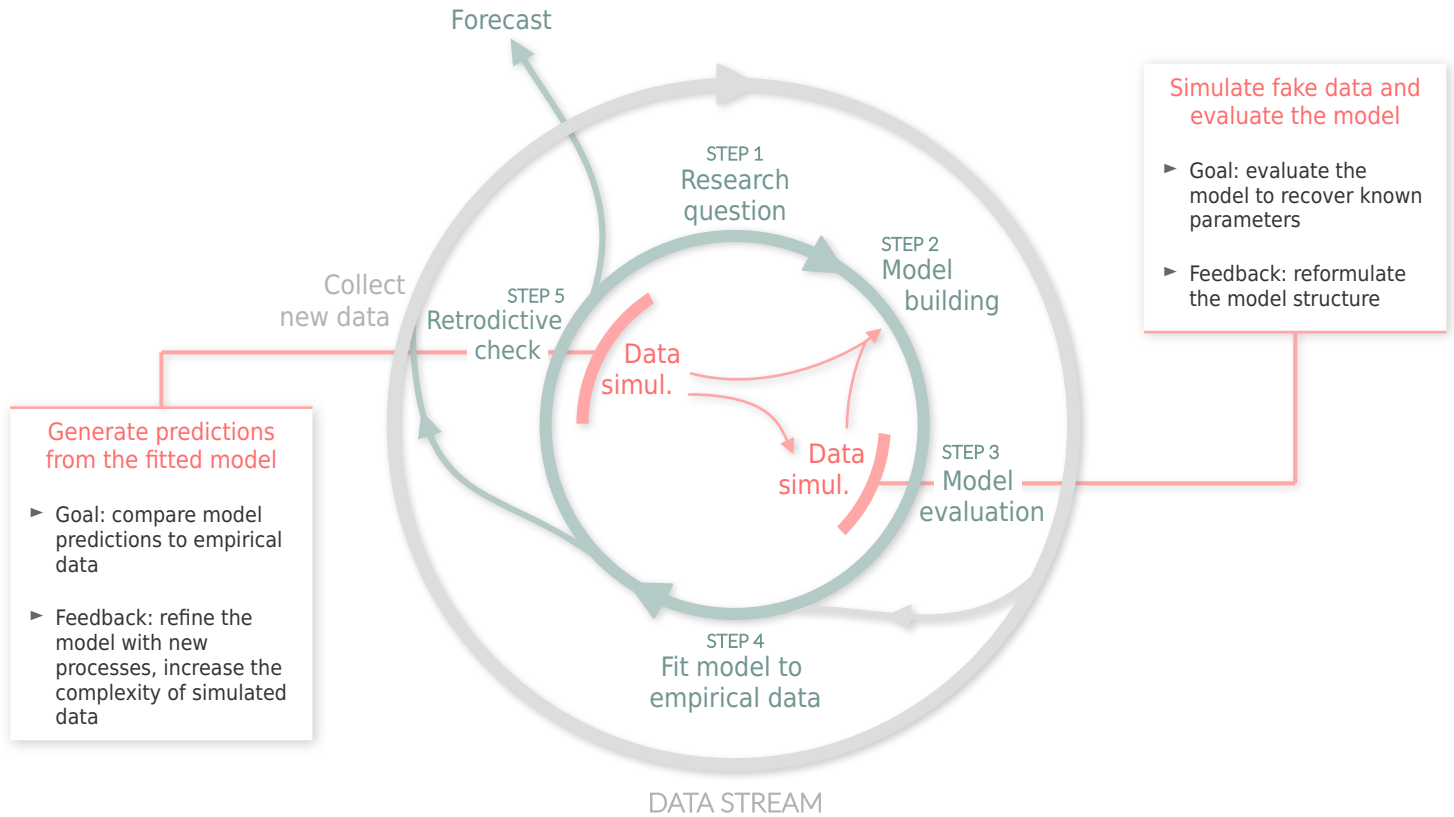 Forecast
STEP 1
Research
question
STEP 2
Model
building
Collect
new data
STEP 5
Retrodictive
check
Data
simul.
Data
simul.
STEP 3
Model
evaluation
STEP 4
Fit model to
empirical data
DATA STREAM
Simulate fake data and
evaluate the model
► Goal: evaluate the
model to recover known
parameters
► Feedback: reformulate
the model structure
Generate predictions
from the fitted model
► Goal: compare model
predictions to empirical
data
► Feedback: refine the
model with new
processes, increase the
complexity of simulated
data